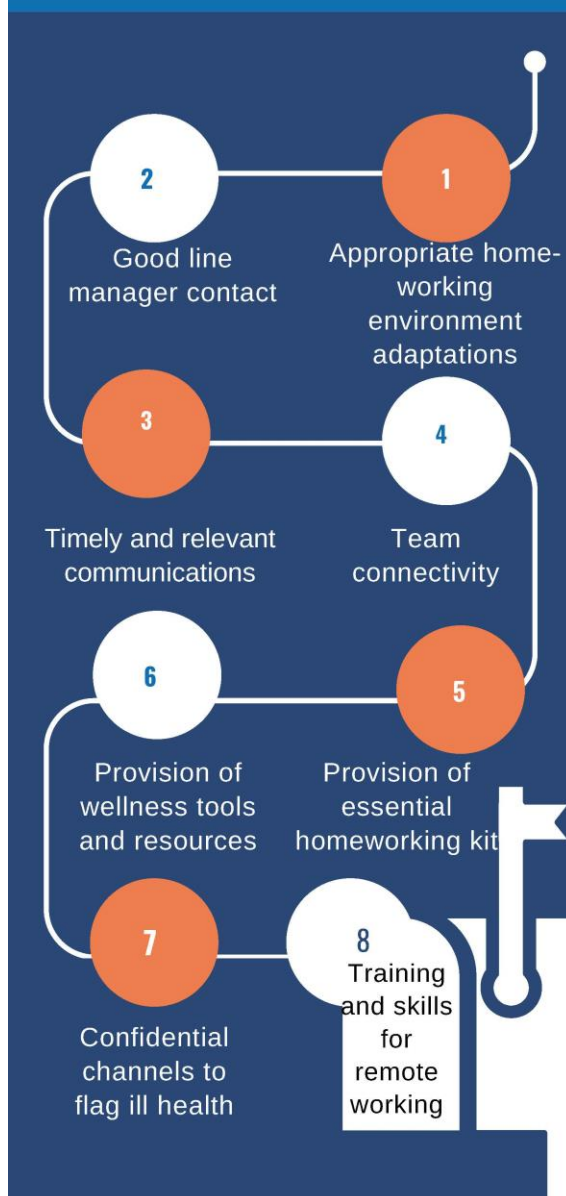 1
Appropriate home-
working
environment
adaptations
2
Good line
manager contact
3
Timely and relevant
communications
4
Team
connectivity
5
Provision of
essential
homeworking kit
6
Provision of
wellness tools
and resources
7
Confidential
channels to
flag ill health
8
Training
and skills
for
remote
working